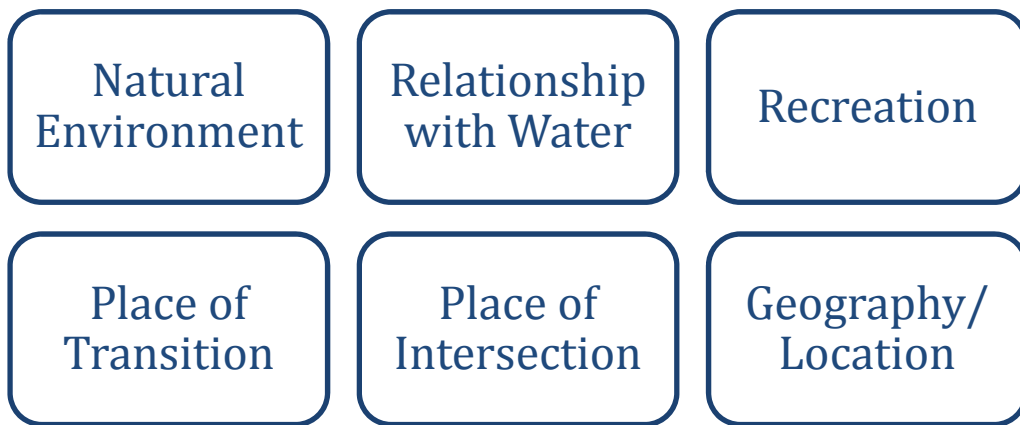 Natural
Environment
Relationship
with Water
Recreation
Place of
Transition
Place of
Intersection
Geography/
Location